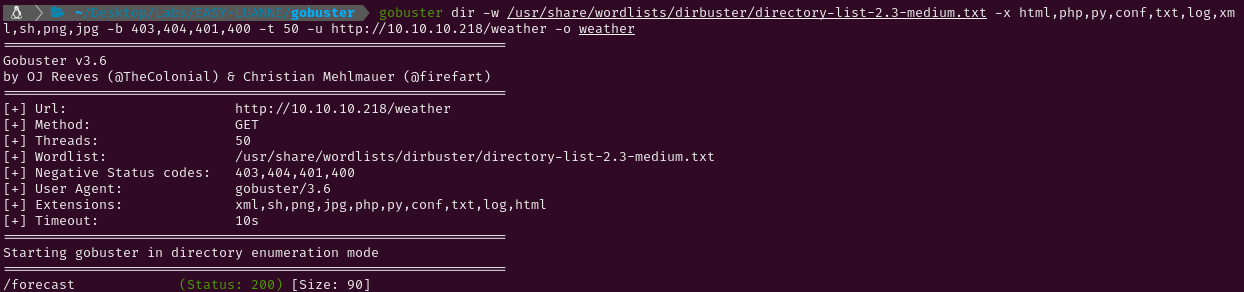 ~/Desktop/Labs/EASY-LUANNE/gobuster gobuster dir -w /usr/share/wordlists/dirbuster/directory-list-2.3-medium.txt -x html,php,py,conf,txt,log,xm
l,sh,png,jpg -b 403,404,401,400 -t 50 -u http://10.10.10.218/weather -o weather
===============================================================
Gobuster v3.6
by OJ Reeves (@TheColonial) & Christian Mehlmauer (@firefart)
===============================================================
[+] Url:                     http://10.10.10.218/weather
[+] Method:                  GET
[+] Threads:                 50
[+] Wordlist:                /usr/share/wordlists/dirbuster/directory-list-2.3-medium.txt
[+] Negative Status codes:   403,404,401,400
[+] User Agent:              gobuster/3.6
[+] Extensions:              xml,sh,png,jpg,php,py,conf,txt,log,html
[+] Timeout:                 10s
===============================================================
Starting gobuster in directory enumeration mode
===============================================================
/forecast             (Status: 200) [Size: 90]